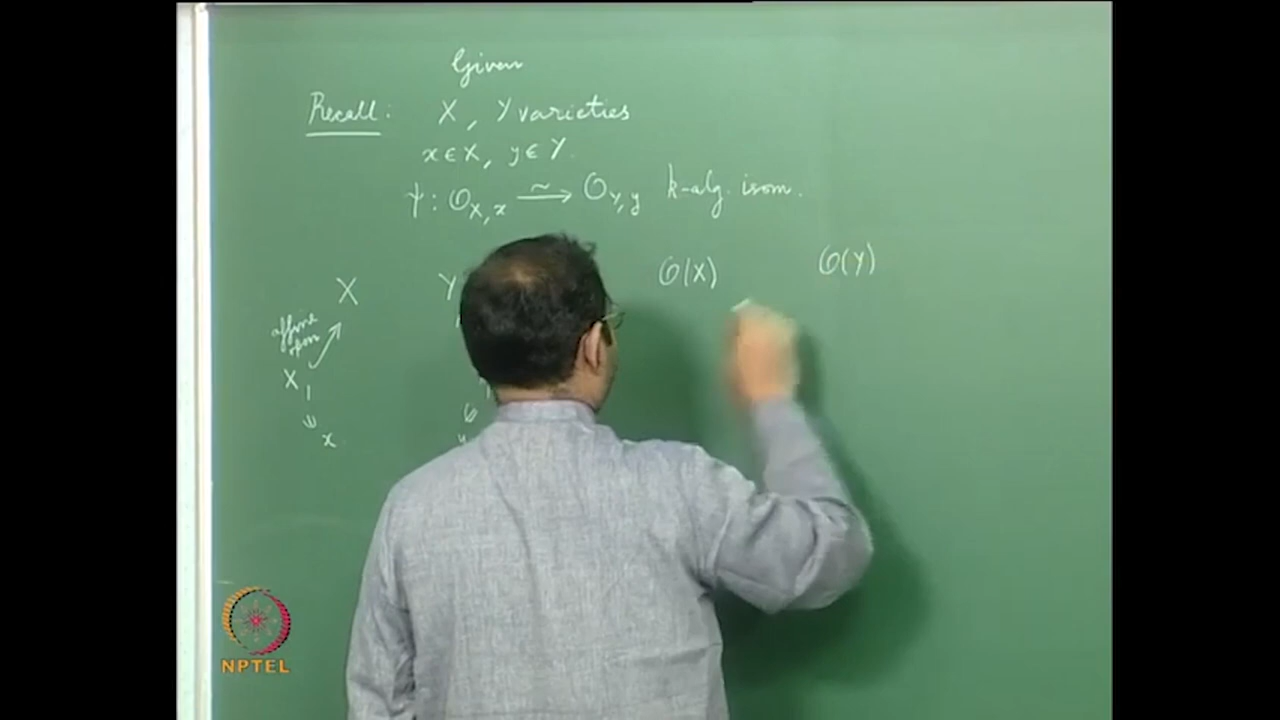 Given
Recall: X, Y varieties
x ∈ X, y ∈ Y.
ψ: O_{X,x} ⥲ O_{Y,y} k-alg. isom.
X Y O(X) O(Y)
affine
open
X_1
x
NPTEL